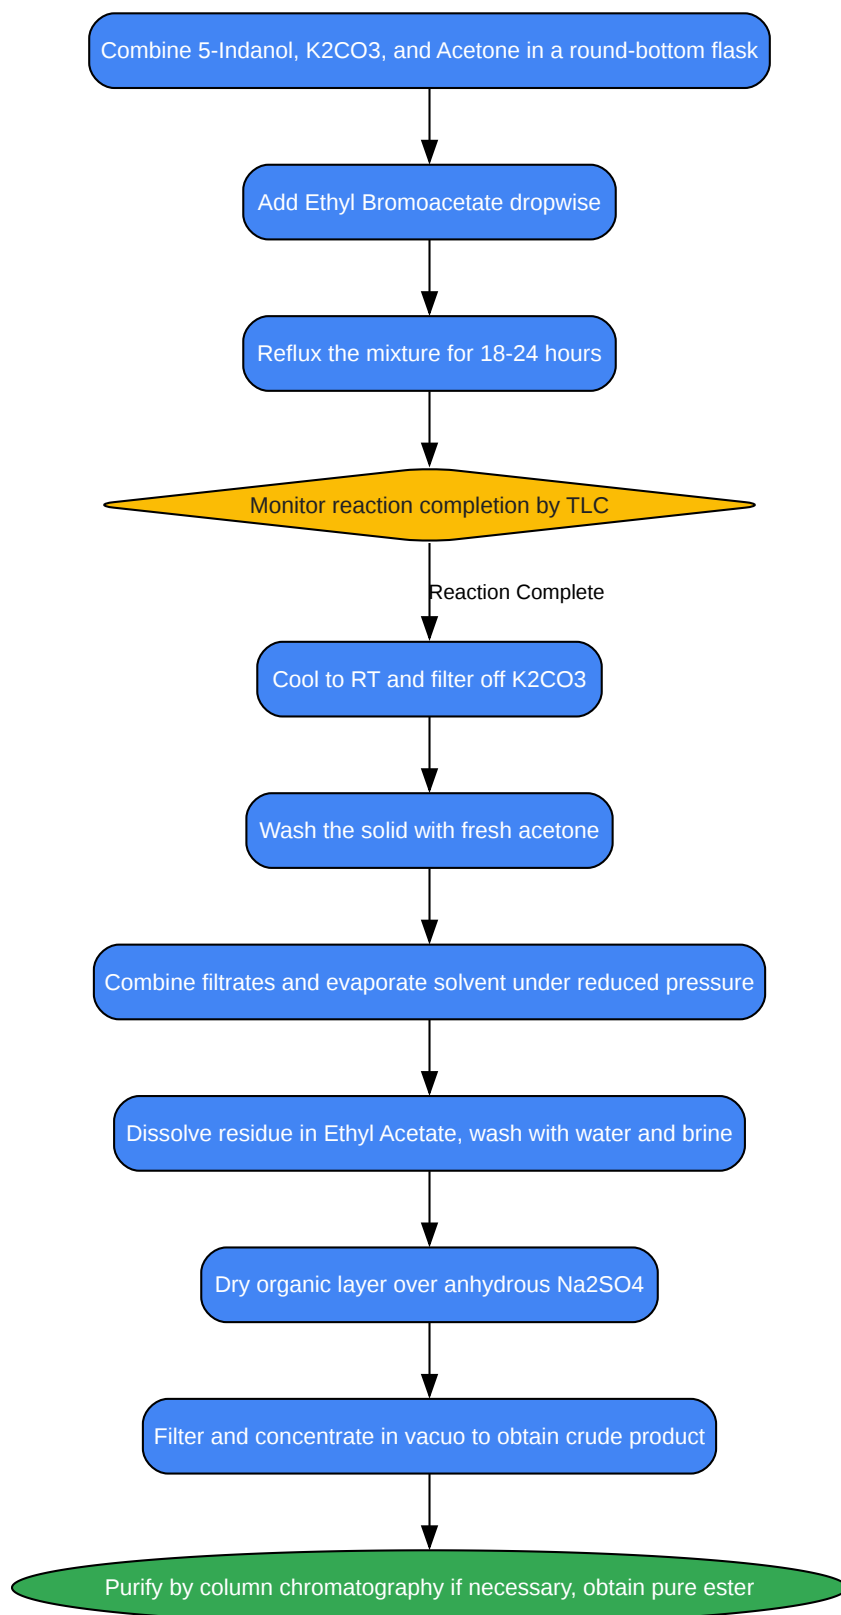 Combine 5-Indanol, K2CO3, and Acetone in a round-bottom flask
Add Ethyl Bromoacetate dropwise
Reflux the mixture for 18-24 hours
Monitor reaction completion by TLC
Reaction Complete
Cool to RT and filter off K2CO3
Wash the solid with fresh acetone
Combine filtrates and evaporate solvent under reduced pressure
Dissolve residue in Ethyl Acetate, wash with water and brine
Dry organic layer over anhydrous Na2SO4
Filter and concentrate in vacuo to obtain crude product
Purify by column chromatography if necessary, obtain pure ester